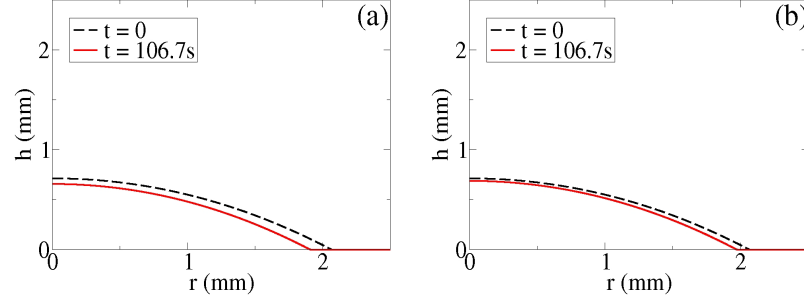 (a)
t = 0
t = 106.7s
h (mm)
2
1
0
0
1
2
r (mm)
(b)
t = 0
t = 106.7s
h (mm)
2
1
0
0
1
2
r (mm)